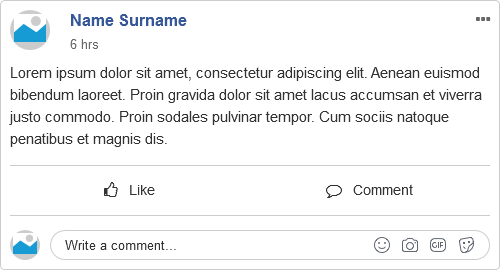 Name Surname
6 hrs
Lorem ipsum dolor sit amet, consectetur adipiscing elit. Aenean euismod
bibendum laoreet. Proin gravida dolor sit amet lacus accumsan et viverra
justo commodo. Proin sodales pulvinar tempor. Cum sociis natoque
penatibus et magnis dis.
Like
Comment
Write a comment...
GIF